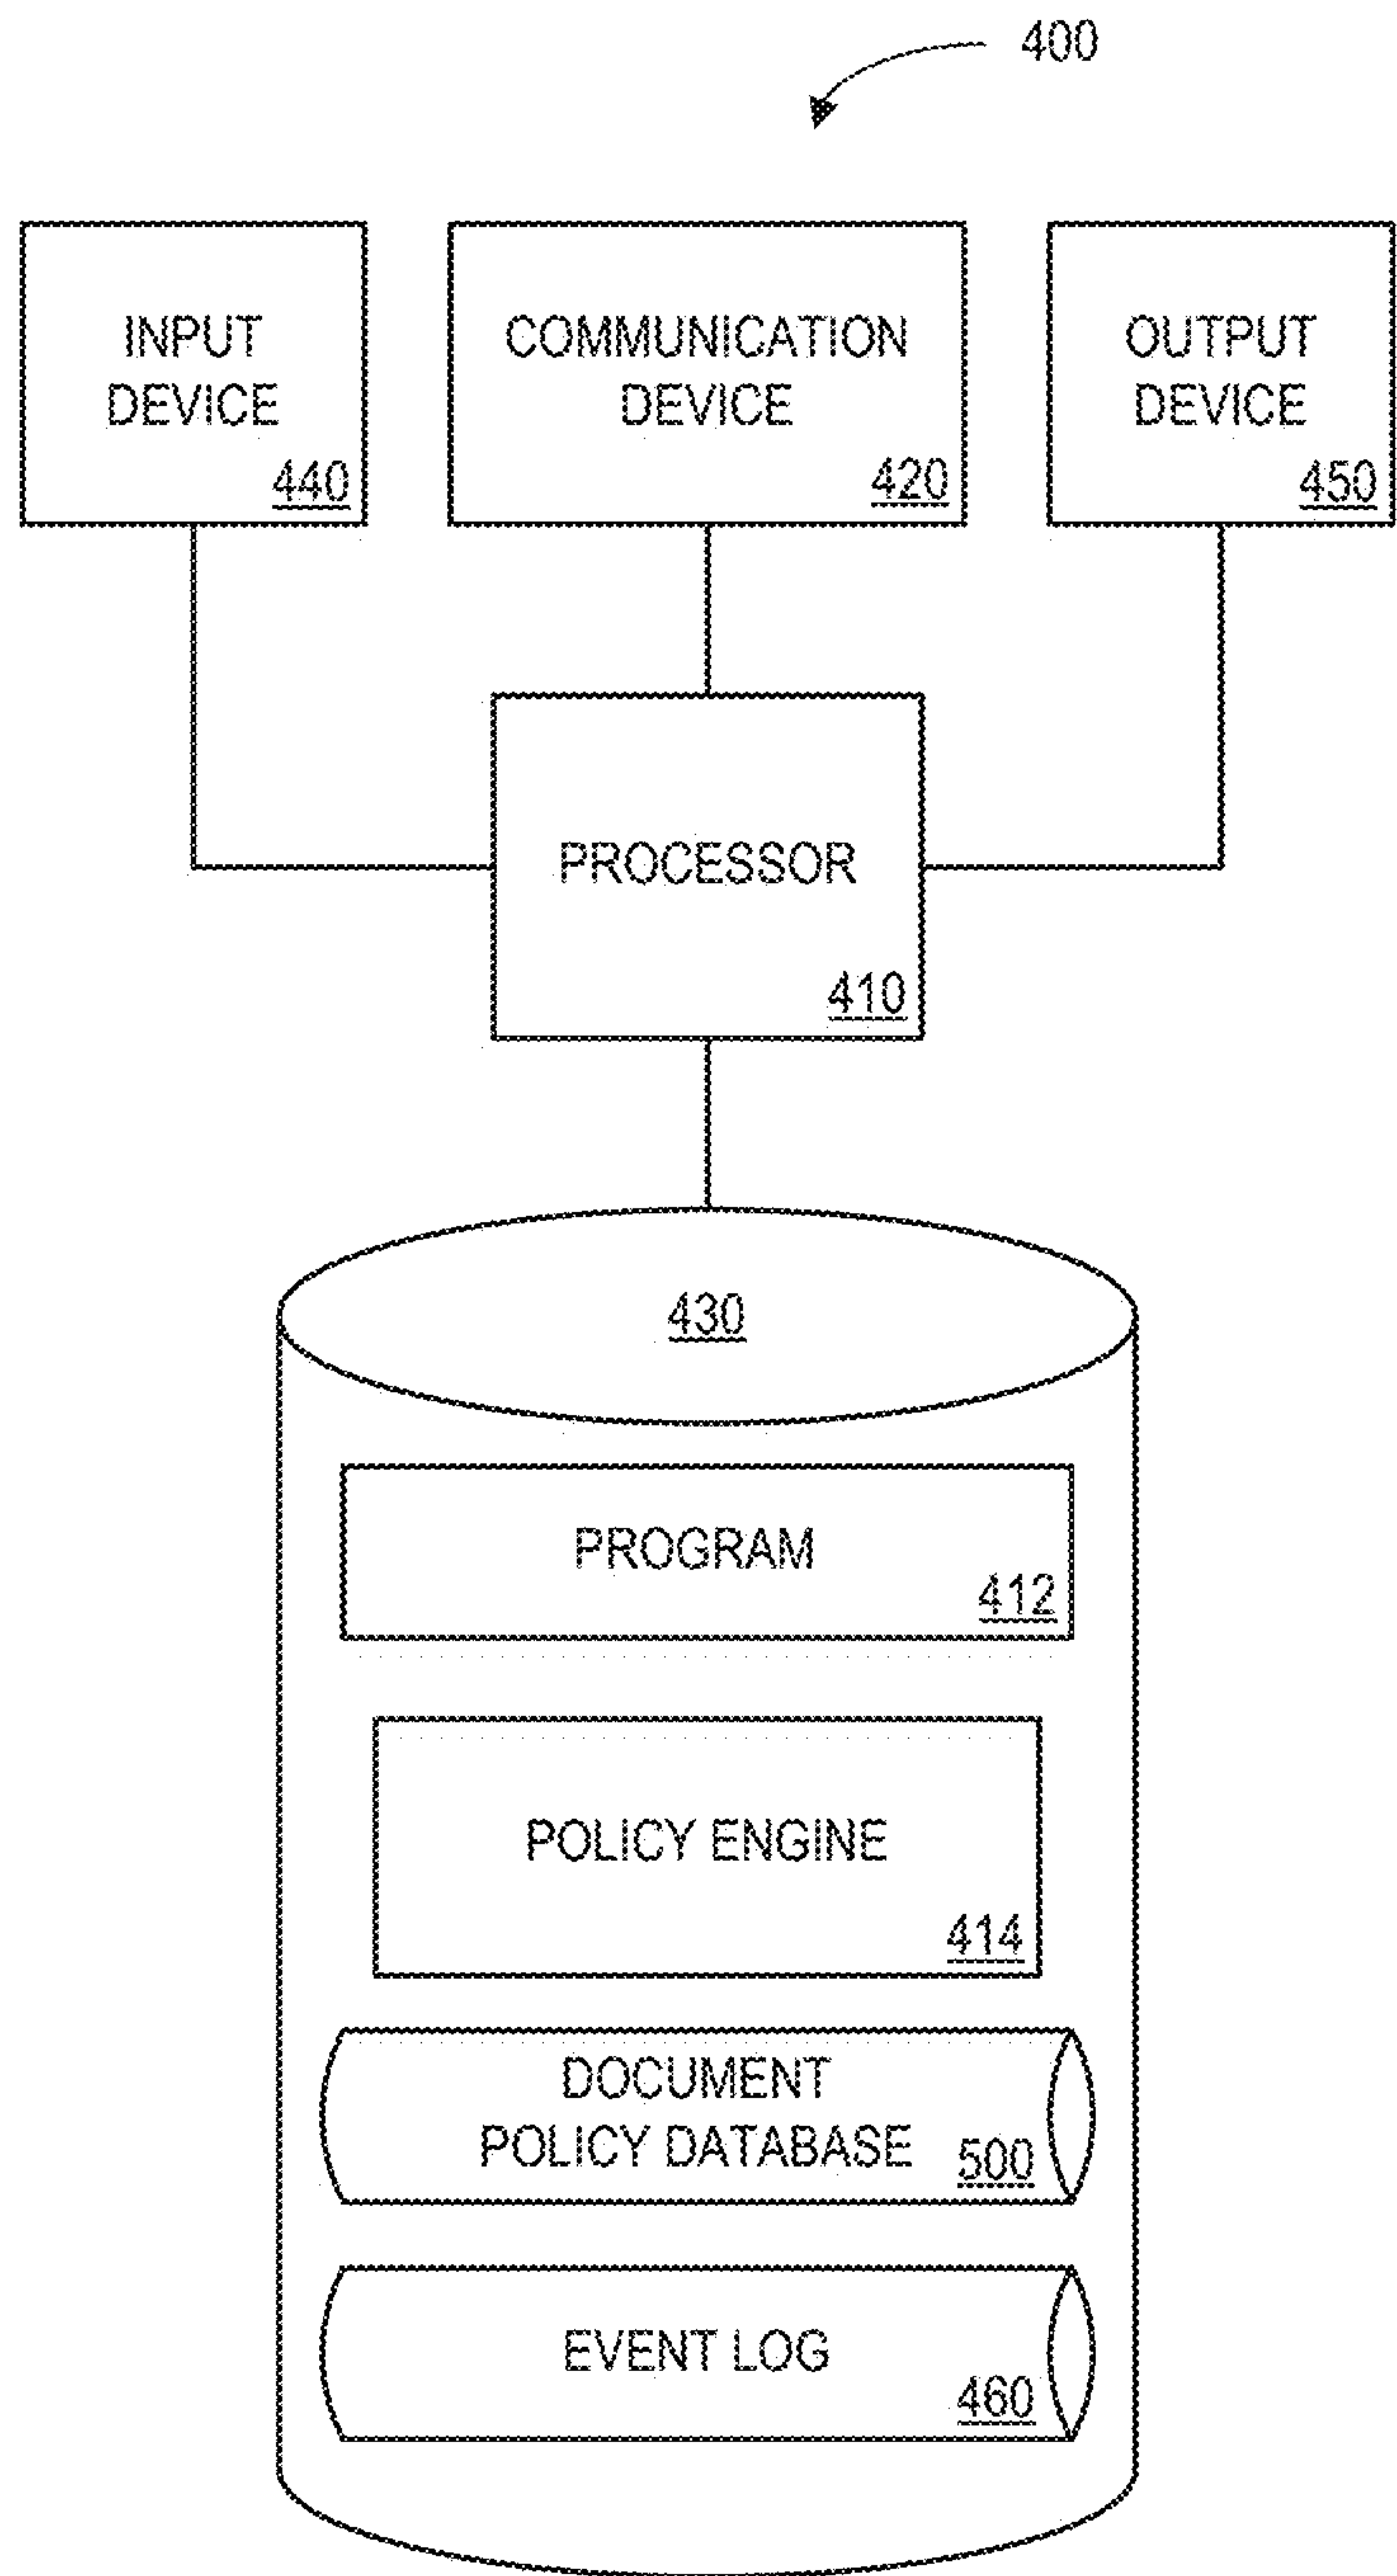 400
INPUT
DEVICE
440
COMMUNICATION
DEVICE
420
OUTPUT
DEVICE
450
PROCESSOR
410
430
PROGRAM
412
POLICY ENGINE
414
DOCUMENT
POLICY DATABASE
500
EVENT LOG
460